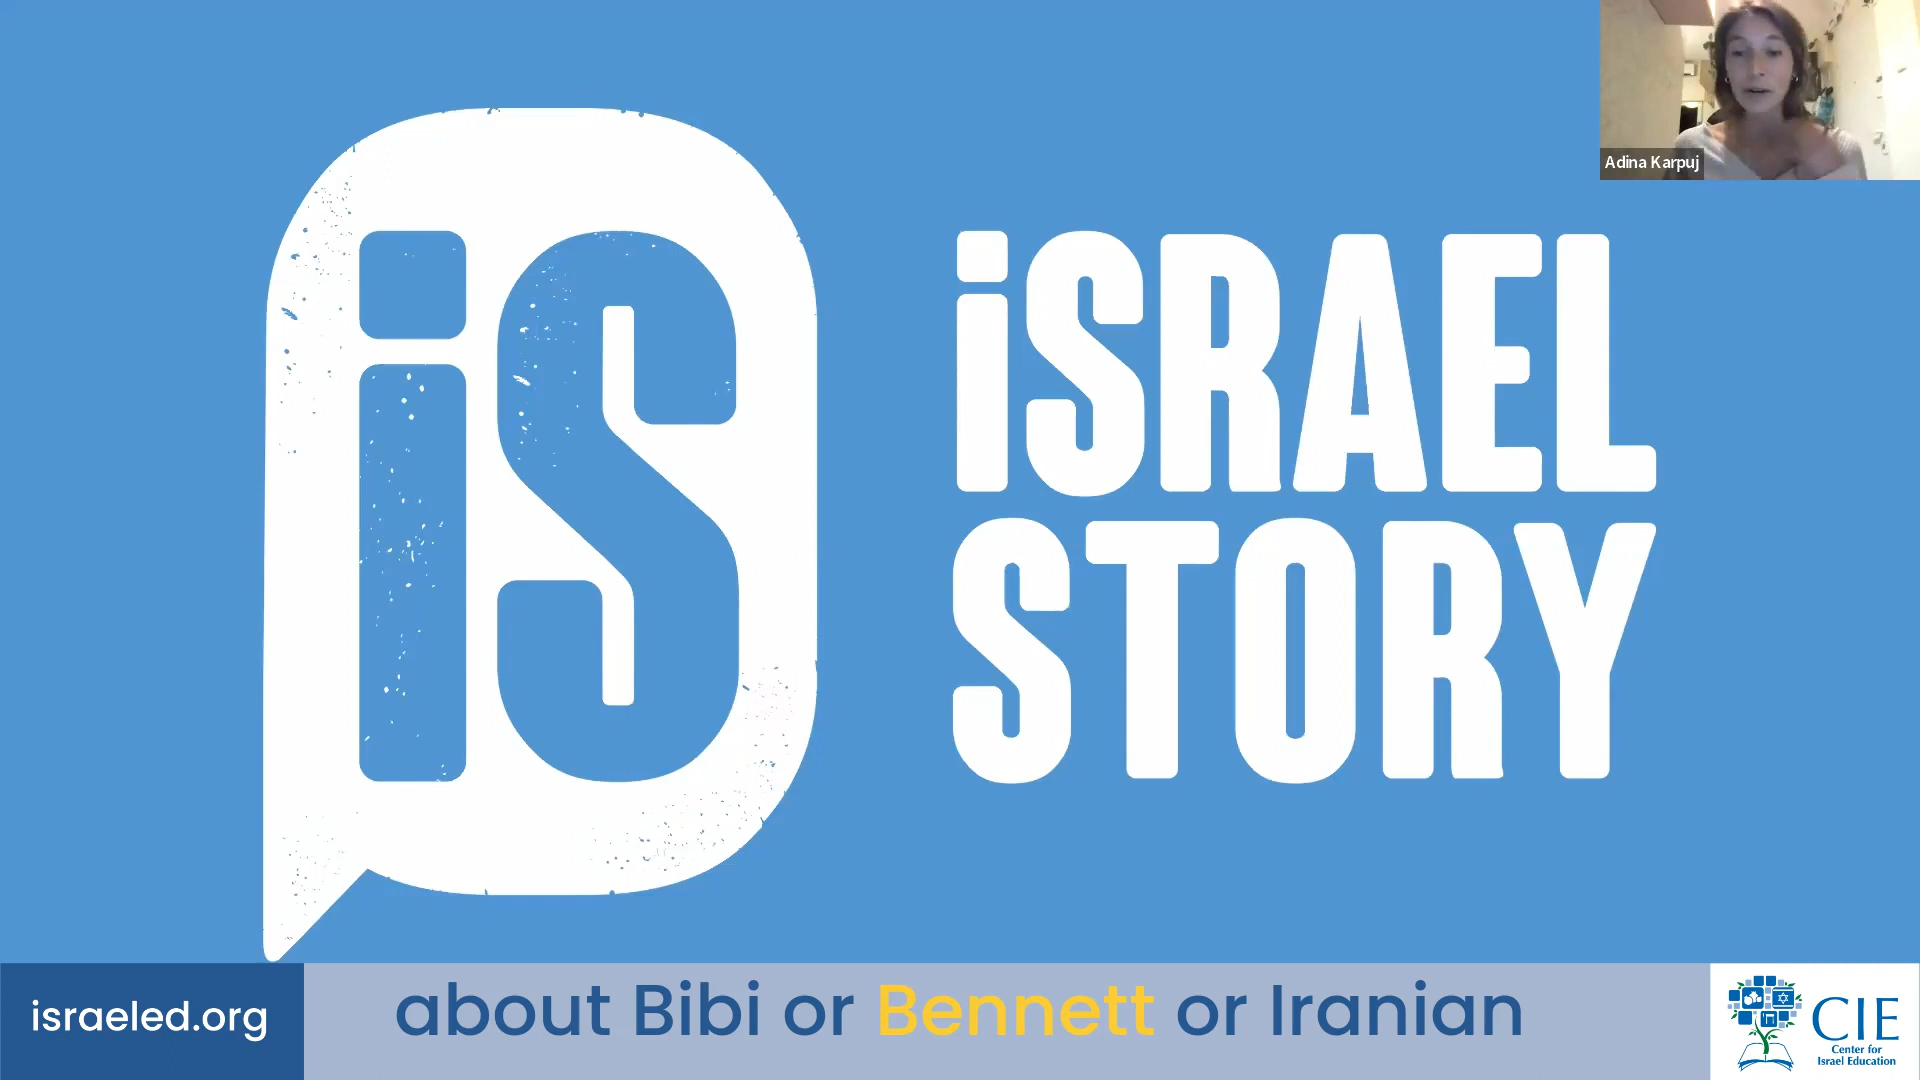 Adina Karpuj
iS
iSRAEL
STORY
israeled.org
about Bibi or Bennett or Iranian
CIE
Center for
Israel Education